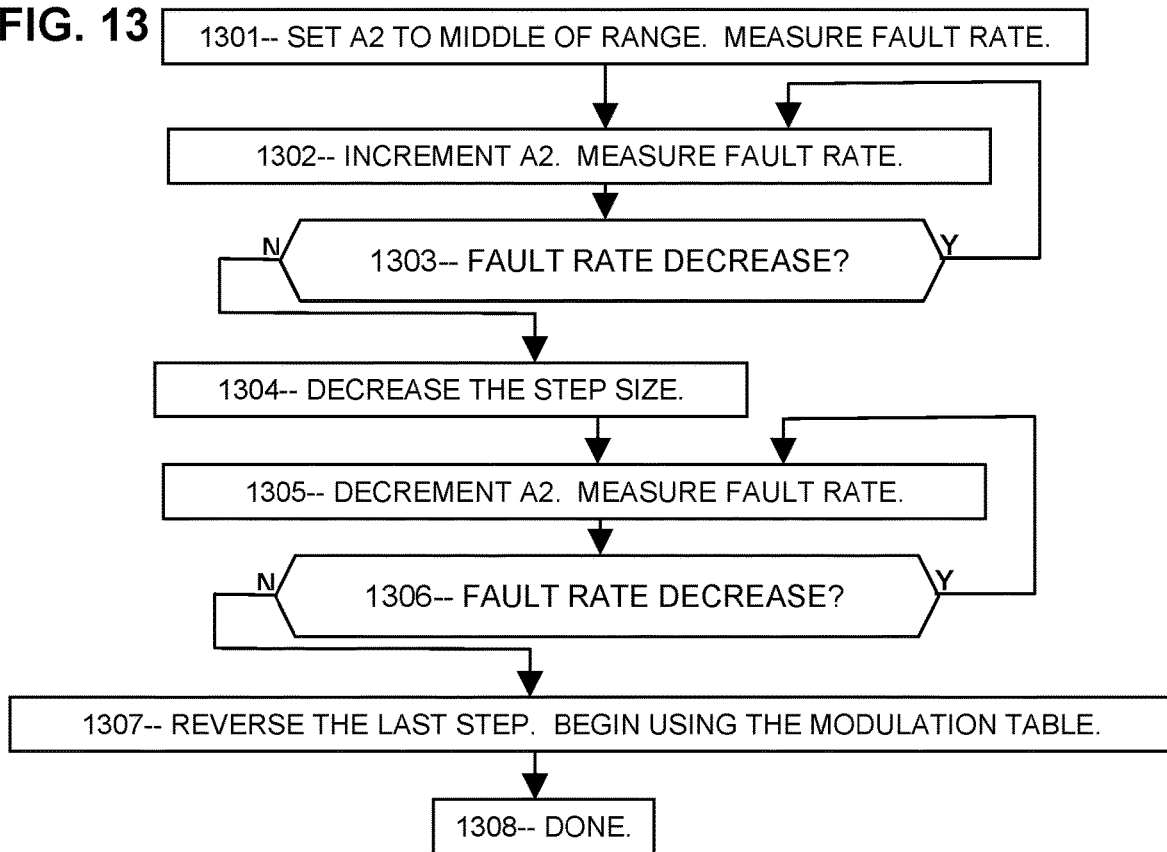 FIG. 13
1301-- SET A2 TO MIDDLE OF RANGE. MEASURE FAULT RATE.
1302-- INCREMENT A2. MEASURE FAULT RATE.
N
1303-- FAULT RATE DECREASE?
Y
1304-- DECREASE THE STEP SIZE.
1305-- DECREMENT A2. MEASURE FAULT RATE.
N
1306-- FAULT RATE DECREASE?
Y
1307-- REVERSE THE LAST STEP. BEGIN USING THE MODULATION TABLE.
1308-- DONE.